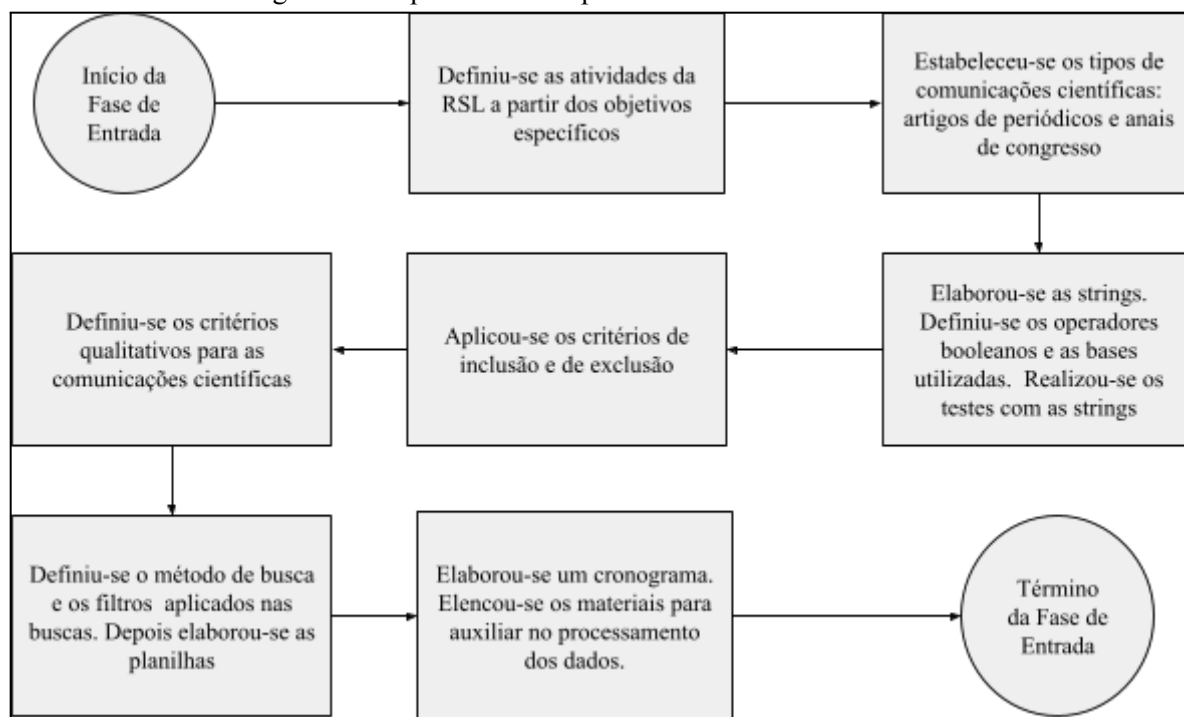 Início da
Fase de
Entrada
Definiu-se as atividades da
RSL a partir dos objetivos
específicos
Estabeleceu-se os tipos de
comunicações científicas:
artigos de periódicos e anais
de congresso
Elaborou-se as strings.
Definiu-se os operadores
booleanos e as bases
utilizadas. Realizou-se os
testes com as strings
Aplicou-se os critérios de
inclusão e de exclusão
Definiu-se os critérios
qualitativos para as
comunicações científicas
Definiu-se o método de busca
e os filtros aplicados nas
buscas. Depois elaborou-se as
planilhas
Elaborou-se um cronograma.
Elencou-se os materiais para
auxiliar no processamento
dos dados.
Término
da Fase de
Entrada